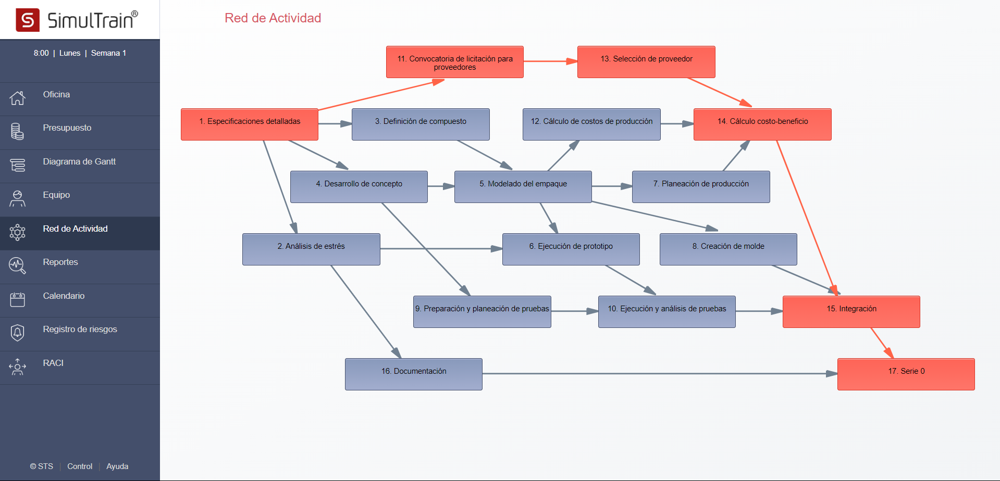 SimulTrain®
8:00 | Lunes | Semana 1
Oficina
Presupuesto
Diagrama de Gantt
Equipo
Red de Actividad
Reportes
Calendario
Registro de riesgos
RACI
© STS | Control | Ayuda
Red de Actividad
11. Convocatoria de licitación para
proveedores
13. Selección de proveedor
1. Especificaciones detalladas
3. Definición de compuesto
12. Cálculo de costos de producción
14. Cálculo costo-beneficio
4. Desarrollo de concepto
5. Modelado del empaque
7. Planeación de producción
2. Análisis de estrés
6. Ejecución de prototipo
8. Creación de molde
9. Preparación y planeación de pruebas
10. Ejecución y análisis de pruebas
15. Integración
16. Documentación
17. Serie 0